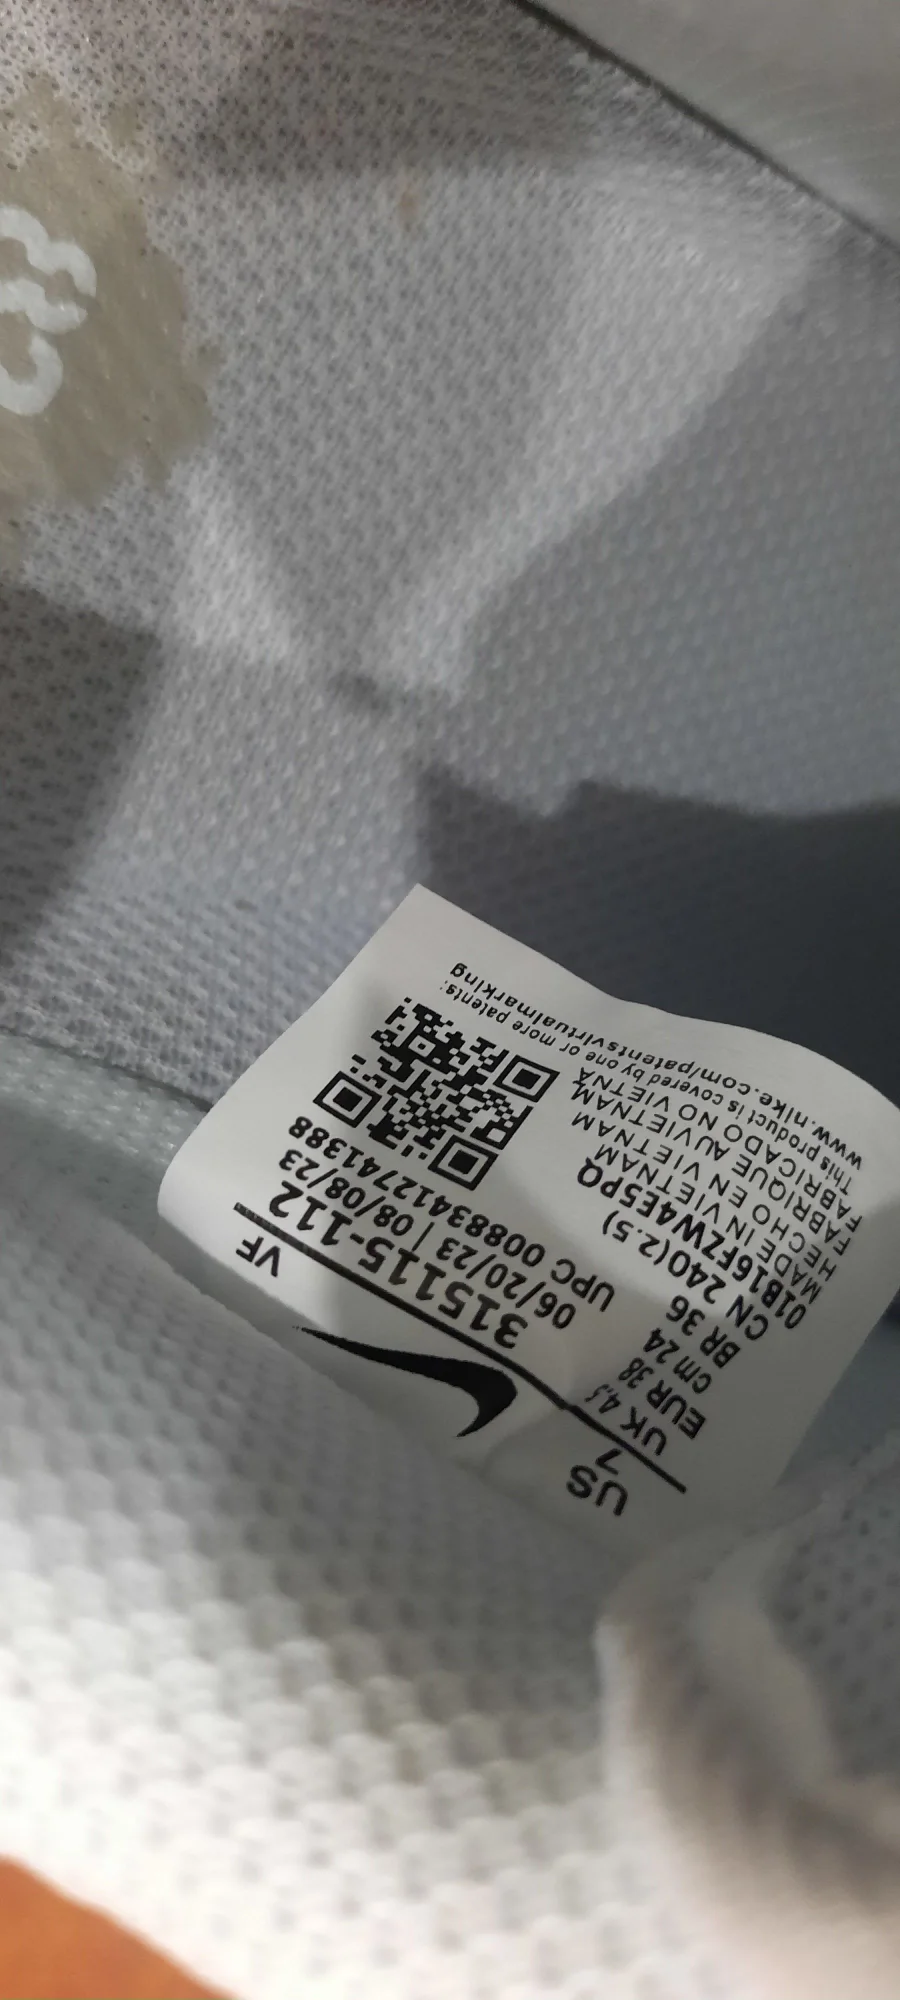 US
7
UK 4,5
EUR 38
cm 24
BR 36
CN 240(2.5)
01B16FZW4E5PQ
MADE IN VIETNAM
HECHO EN VIETNAM
FABRIQUE AU VIETNAM
FABRICADO NO VIETNA
This product is covered by one or more patents:
www.nike.com/patentsvirtualmarking
VF
315115-112
06/20/23 | 08/08/23
UPC 00883412741388